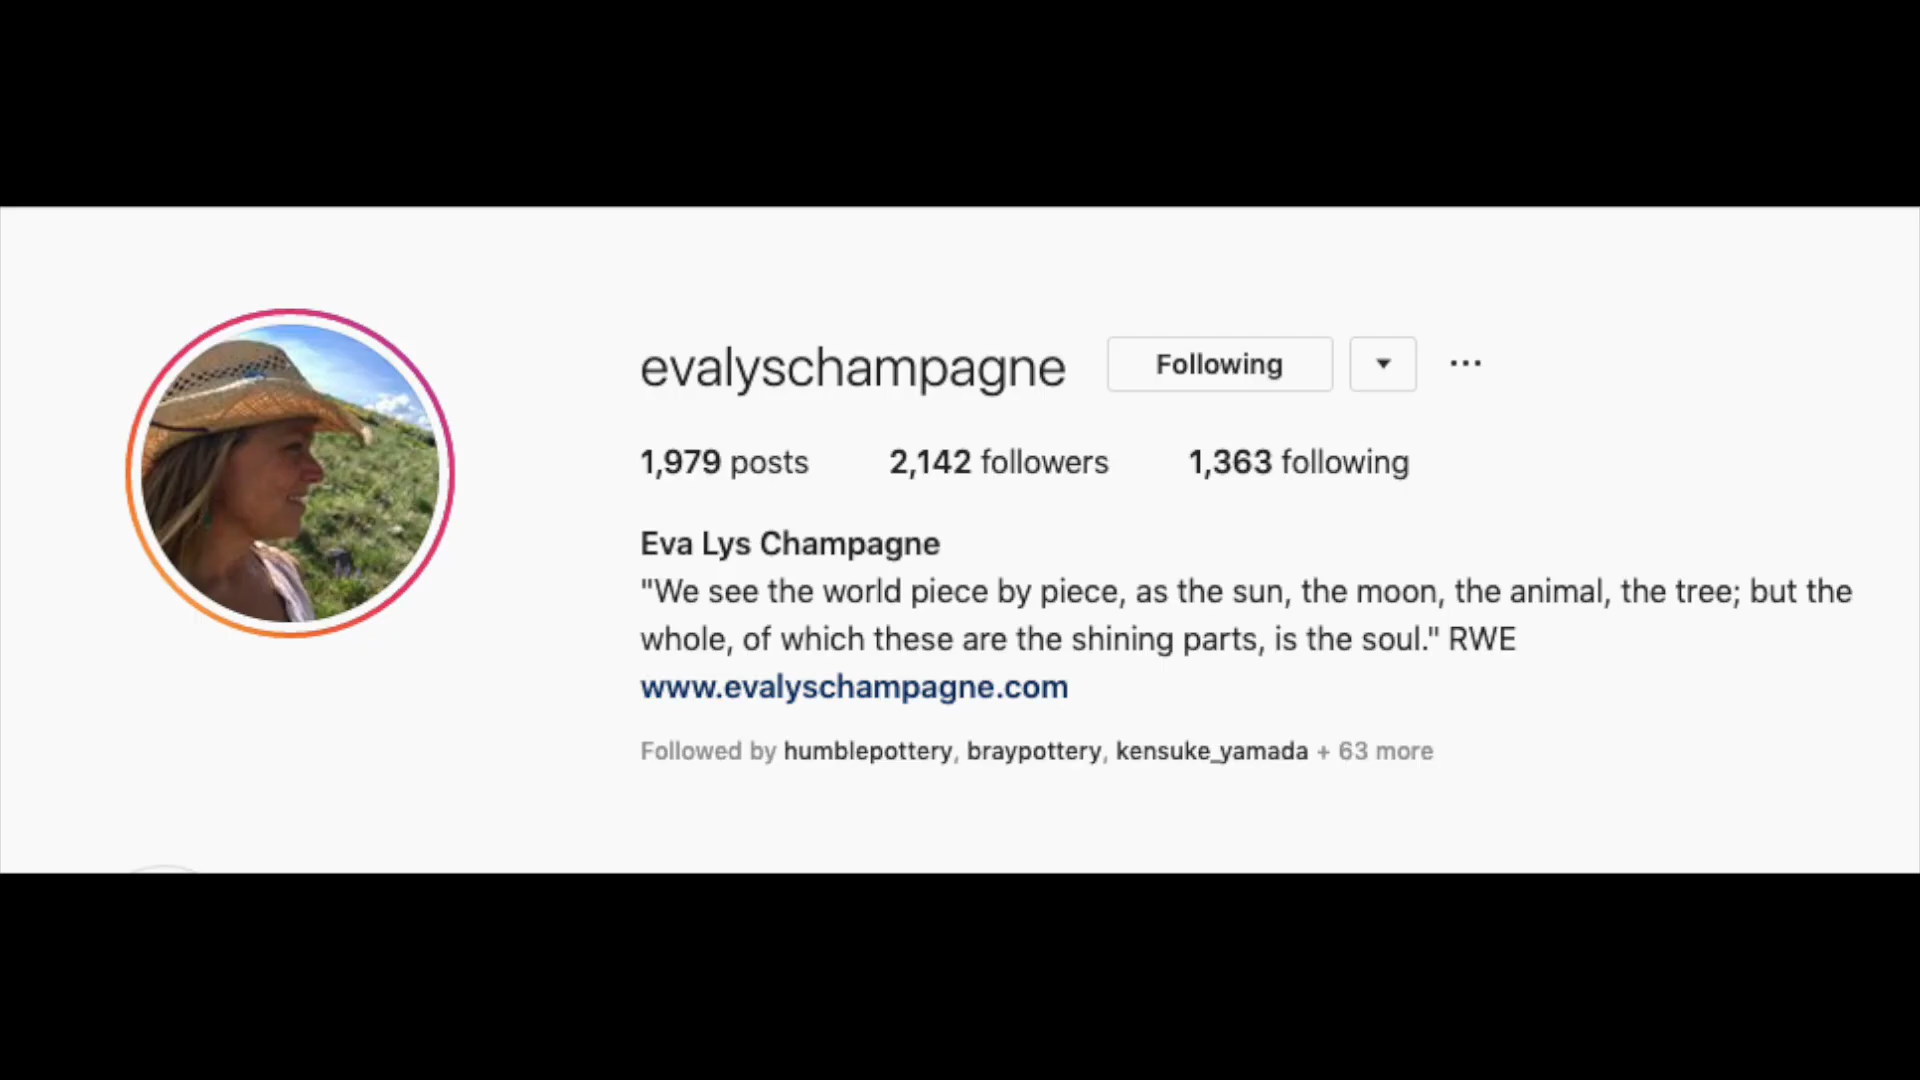 evalyschampagne Following ...
1,979 posts 2,142 followers 1,363 following
Eva Lys Champagne
"We see the world piece by piece, as the sun, the moon, the animal, the tree; but the
whole, of which these are the shining parts, is the soul." RWE
www.evalyschampagne.com
Followed by humblepottery, braypottery, kensuke_yamada + 63 more